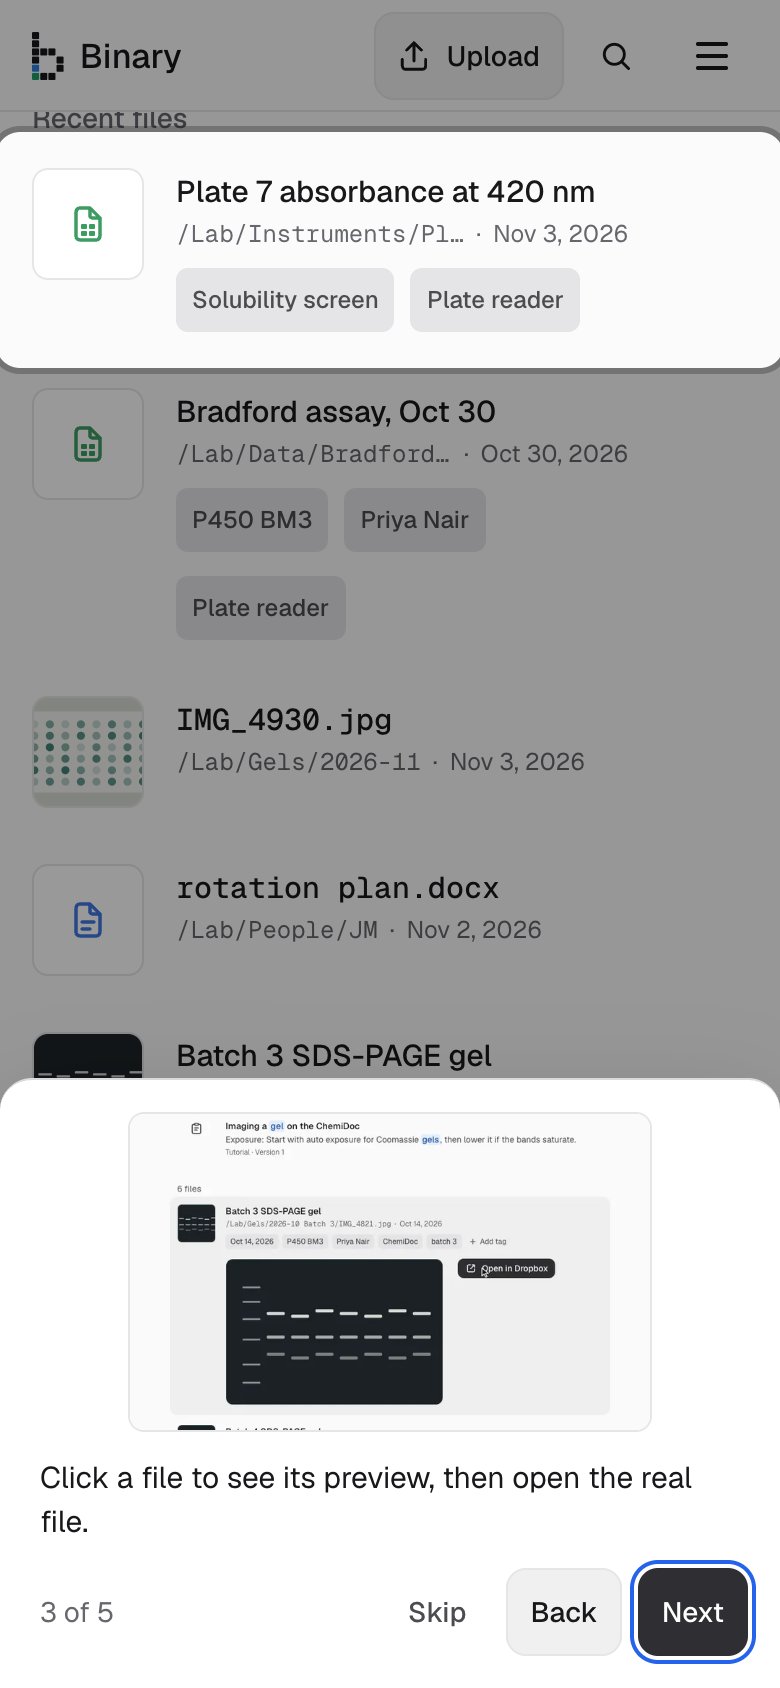 Binary
Upload
Recent files
Plate 7 absorbance at 420 nm
/Lab/Instruments/Pl… · Nov 3, 2026
Solubility screen
Plate reader
Bradford assay, Oct 30
/Lab/Data/Bradford… · Oct 30, 2026
P450 BM3
Priya Nair
Plate reader
IMG_4930.jpg
/Lab/Gels/2026-11 · Nov 3, 2026
rotation plan.docx
/Lab/People/JM · Nov 2, 2026
Batch 3 SDS-PAGE gel
Imaging a gel on the ChemiDoc
Exposure: Start with auto exposure for Coomassie gels, then lower it if the bands saturate.
Tutorial · Version 1
6 files
Batch 3 SDS-PAGE gel
/Lab/Gels/2026-10 Batch 3/IMG_4821.jpg · Oct 14, 2026
Oct 14, 2026
P450 BM3
Priya Nair
ChemiDoc
batch 3
+ Add tag
Open in Dropbox
Click a file to see its preview, then open the real
file.
3 of 5
Skip
Back
Next